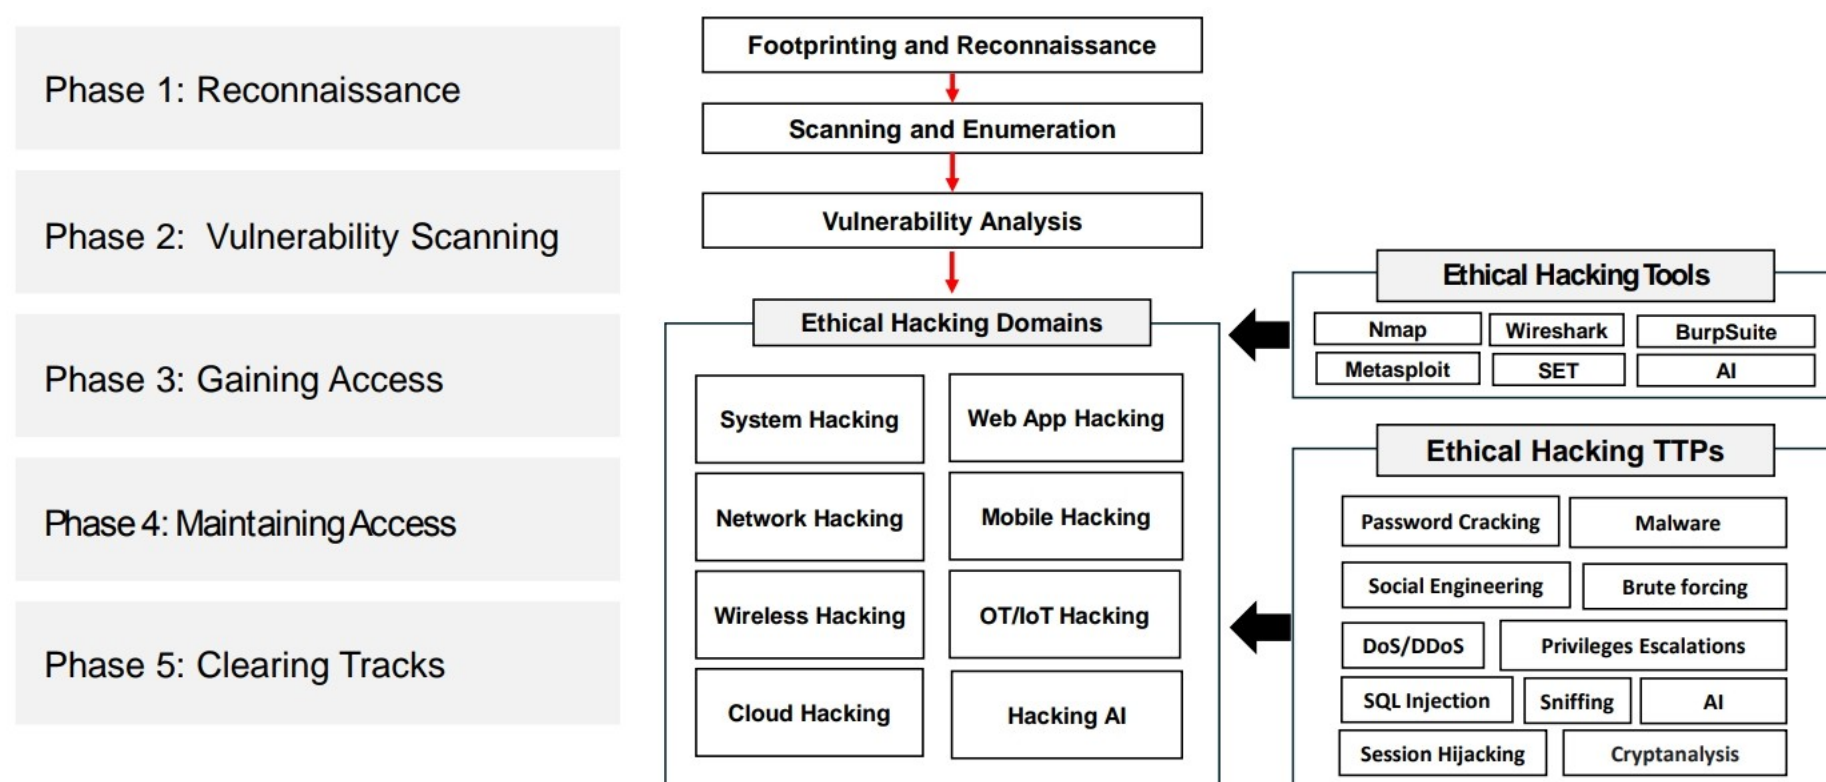 Phase 1: Reconnaissance
Phase 2: Vulnerability Scanning
Phase 3: Gaining Access
Phase 4: Maintaining Access
Phase 5: Clearing Tracks
Footprinting and Reconnaissance
Scanning and Enumeration
Vulnerability Analysis
Ethical Hacking Domains
System Hacking
Web App Hacking
Network Hacking
Mobile Hacking
Wireless Hacking
OT/IoT Hacking
Cloud Hacking
Hacking AI
Ethical Hacking Tools
Nmap
Wireshark
BurpSuite
Metasploit
SET
AI
Ethical Hacking TTPs
Password Cracking
Malware
Social Engineering
Brute forcing
DoS/DDoS
Privileges Escalations
SQL Injection
Sniffing
AI
Session Hijacking
Cryptanalysis